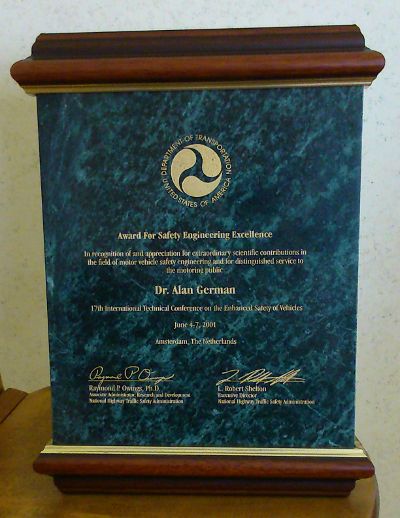 DEPARTMENT OF TRANSPORTATION
UNITED STATES OF AMERICA
Award For Safety Engineering Excellence
In recognition of and appreciation for extraordinary scientific contributions in
the field of motor vehicle safety engineering and for distinguished service to
the motoring public
Dr. Alan German
17th International Technical Conference on the Enhanced Safety of Vehicles
June 4-7, 2001
Amsterdam, The Netherlands
Raymond P. Owings
Raymond P. Owings, Ph.D.
Associate Administrator, Research and Development
National Highway Traffic Safety Administration
L. Robert Shelton
Executive Director
National Highway Traffic Safety Administration